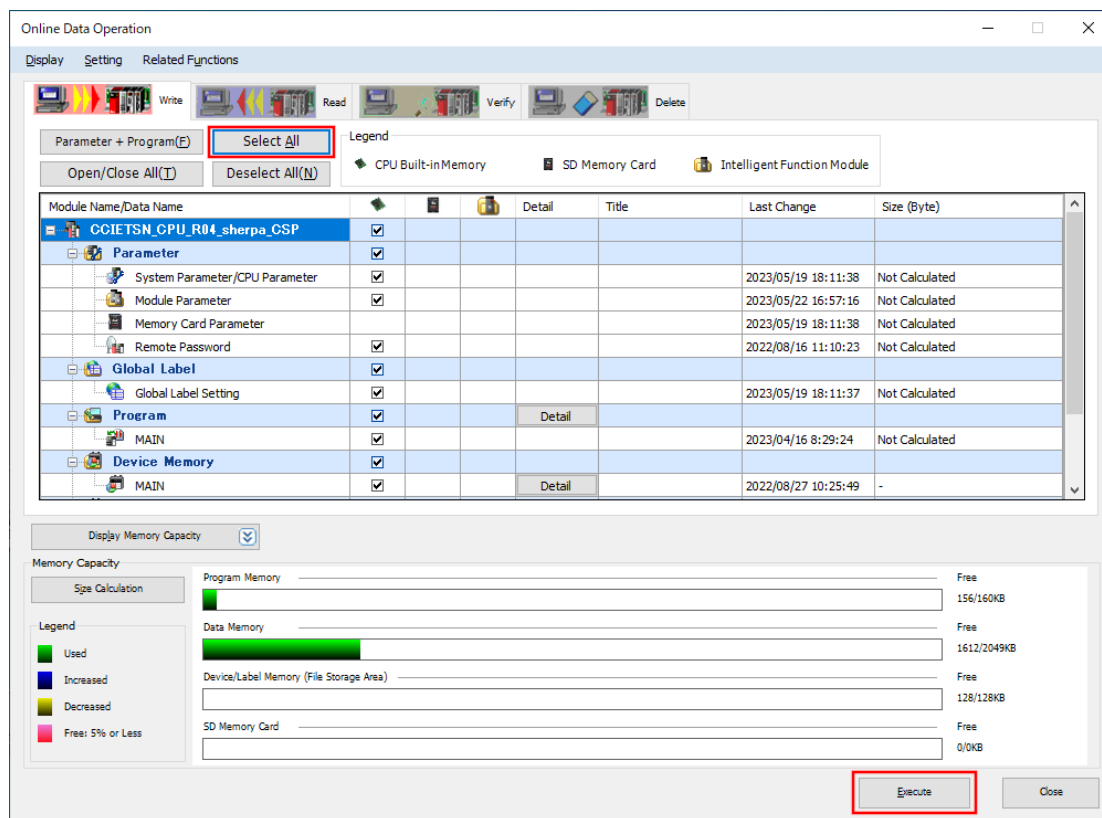 Online Data Operation
Display Setting Related Functions
Write Read Verify Delete
Parameter + Program(F) Select All Legend
CPU Built-in Memory SD Memory Card Intelligent Function Module
Open/Close All(T) Deselect All(N)
Module Name/Data Name Detail Title Last Change Size (Byte)
CCIETSN_CPU_R04_sherpa_CSP
Parameter
System Parameter/CPU Parameter 2023/05/19 18:11:38 Not Calculated
Module Parameter 2023/05/22 16:57:16 Not Calculated
Memory Card Parameter 2023/05/19 18:11:38 Not Calculated
Remote Password 2022/08/16 11:10:23 Not Calculated
Global Label
Global Label Setting 2023/05/19 18:11:37 Not Calculated
Program Detail
MAIN 2023/04/16 8:29:24 Not Calculated
Device Memory
MAIN Detail 2022/08/27 10:25:49 -
Display Memory Capacity
Memory Capacity
Size Calculation Program Memory Free
156/160KB
Legend Data Memory Free
Used 1612/2049KB
Increased Device/Label Memory (File Storage Area) Free
Decreased 128/128KB
Free: 5% or Less SD Memory Card Free
0/0KB
Execute Close